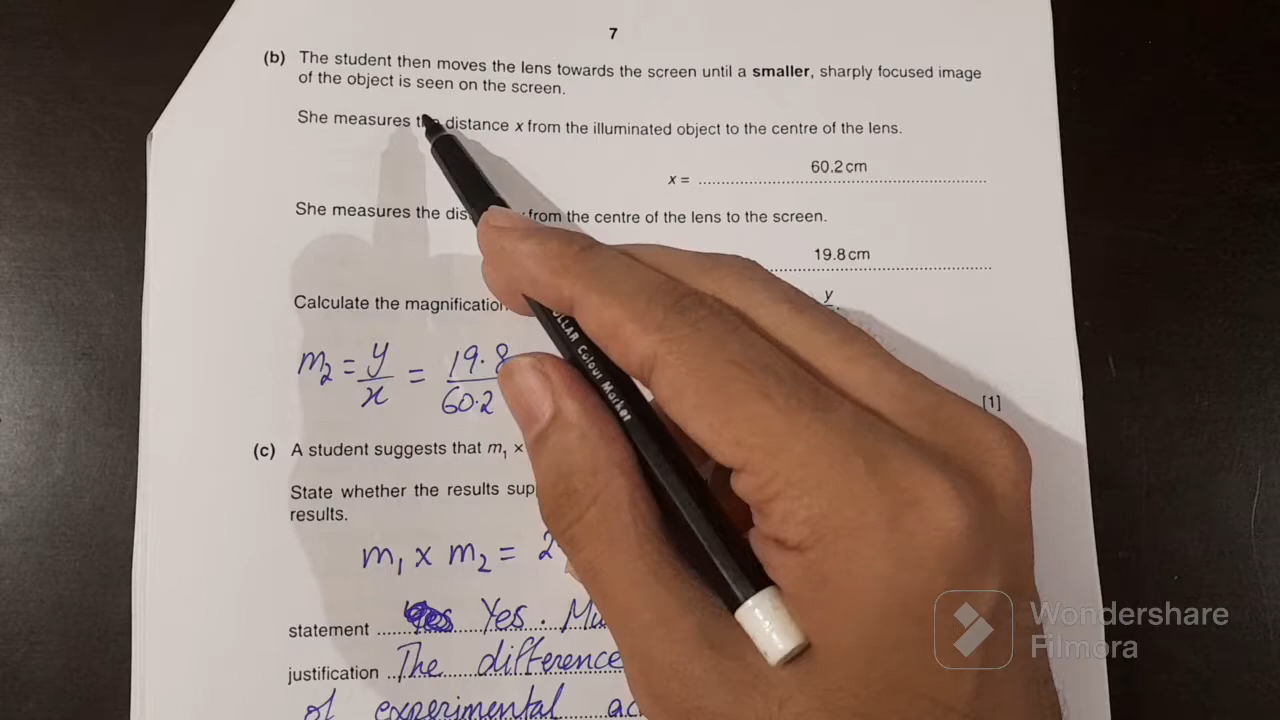 7
(b) The student then moves the lens towards the screen until a smaller, sharply focused image
of the object is seen on the screen.
She measures distance x from the illuminated object to the centre of the lens.
x = 60.2 cm
She measures the from the centre of the lens to the screen.
19.8 cm
Calculate the magnification y
m₂ = y/x = 19.8/60.2
[1]
(c) A student suggests that m₁ ×
State whether the results
results.
m₁ x m₂ = 2
statement Yes.
justification The difference
of experimental
Wondershare
Filmora
OLLAR Colour Marker